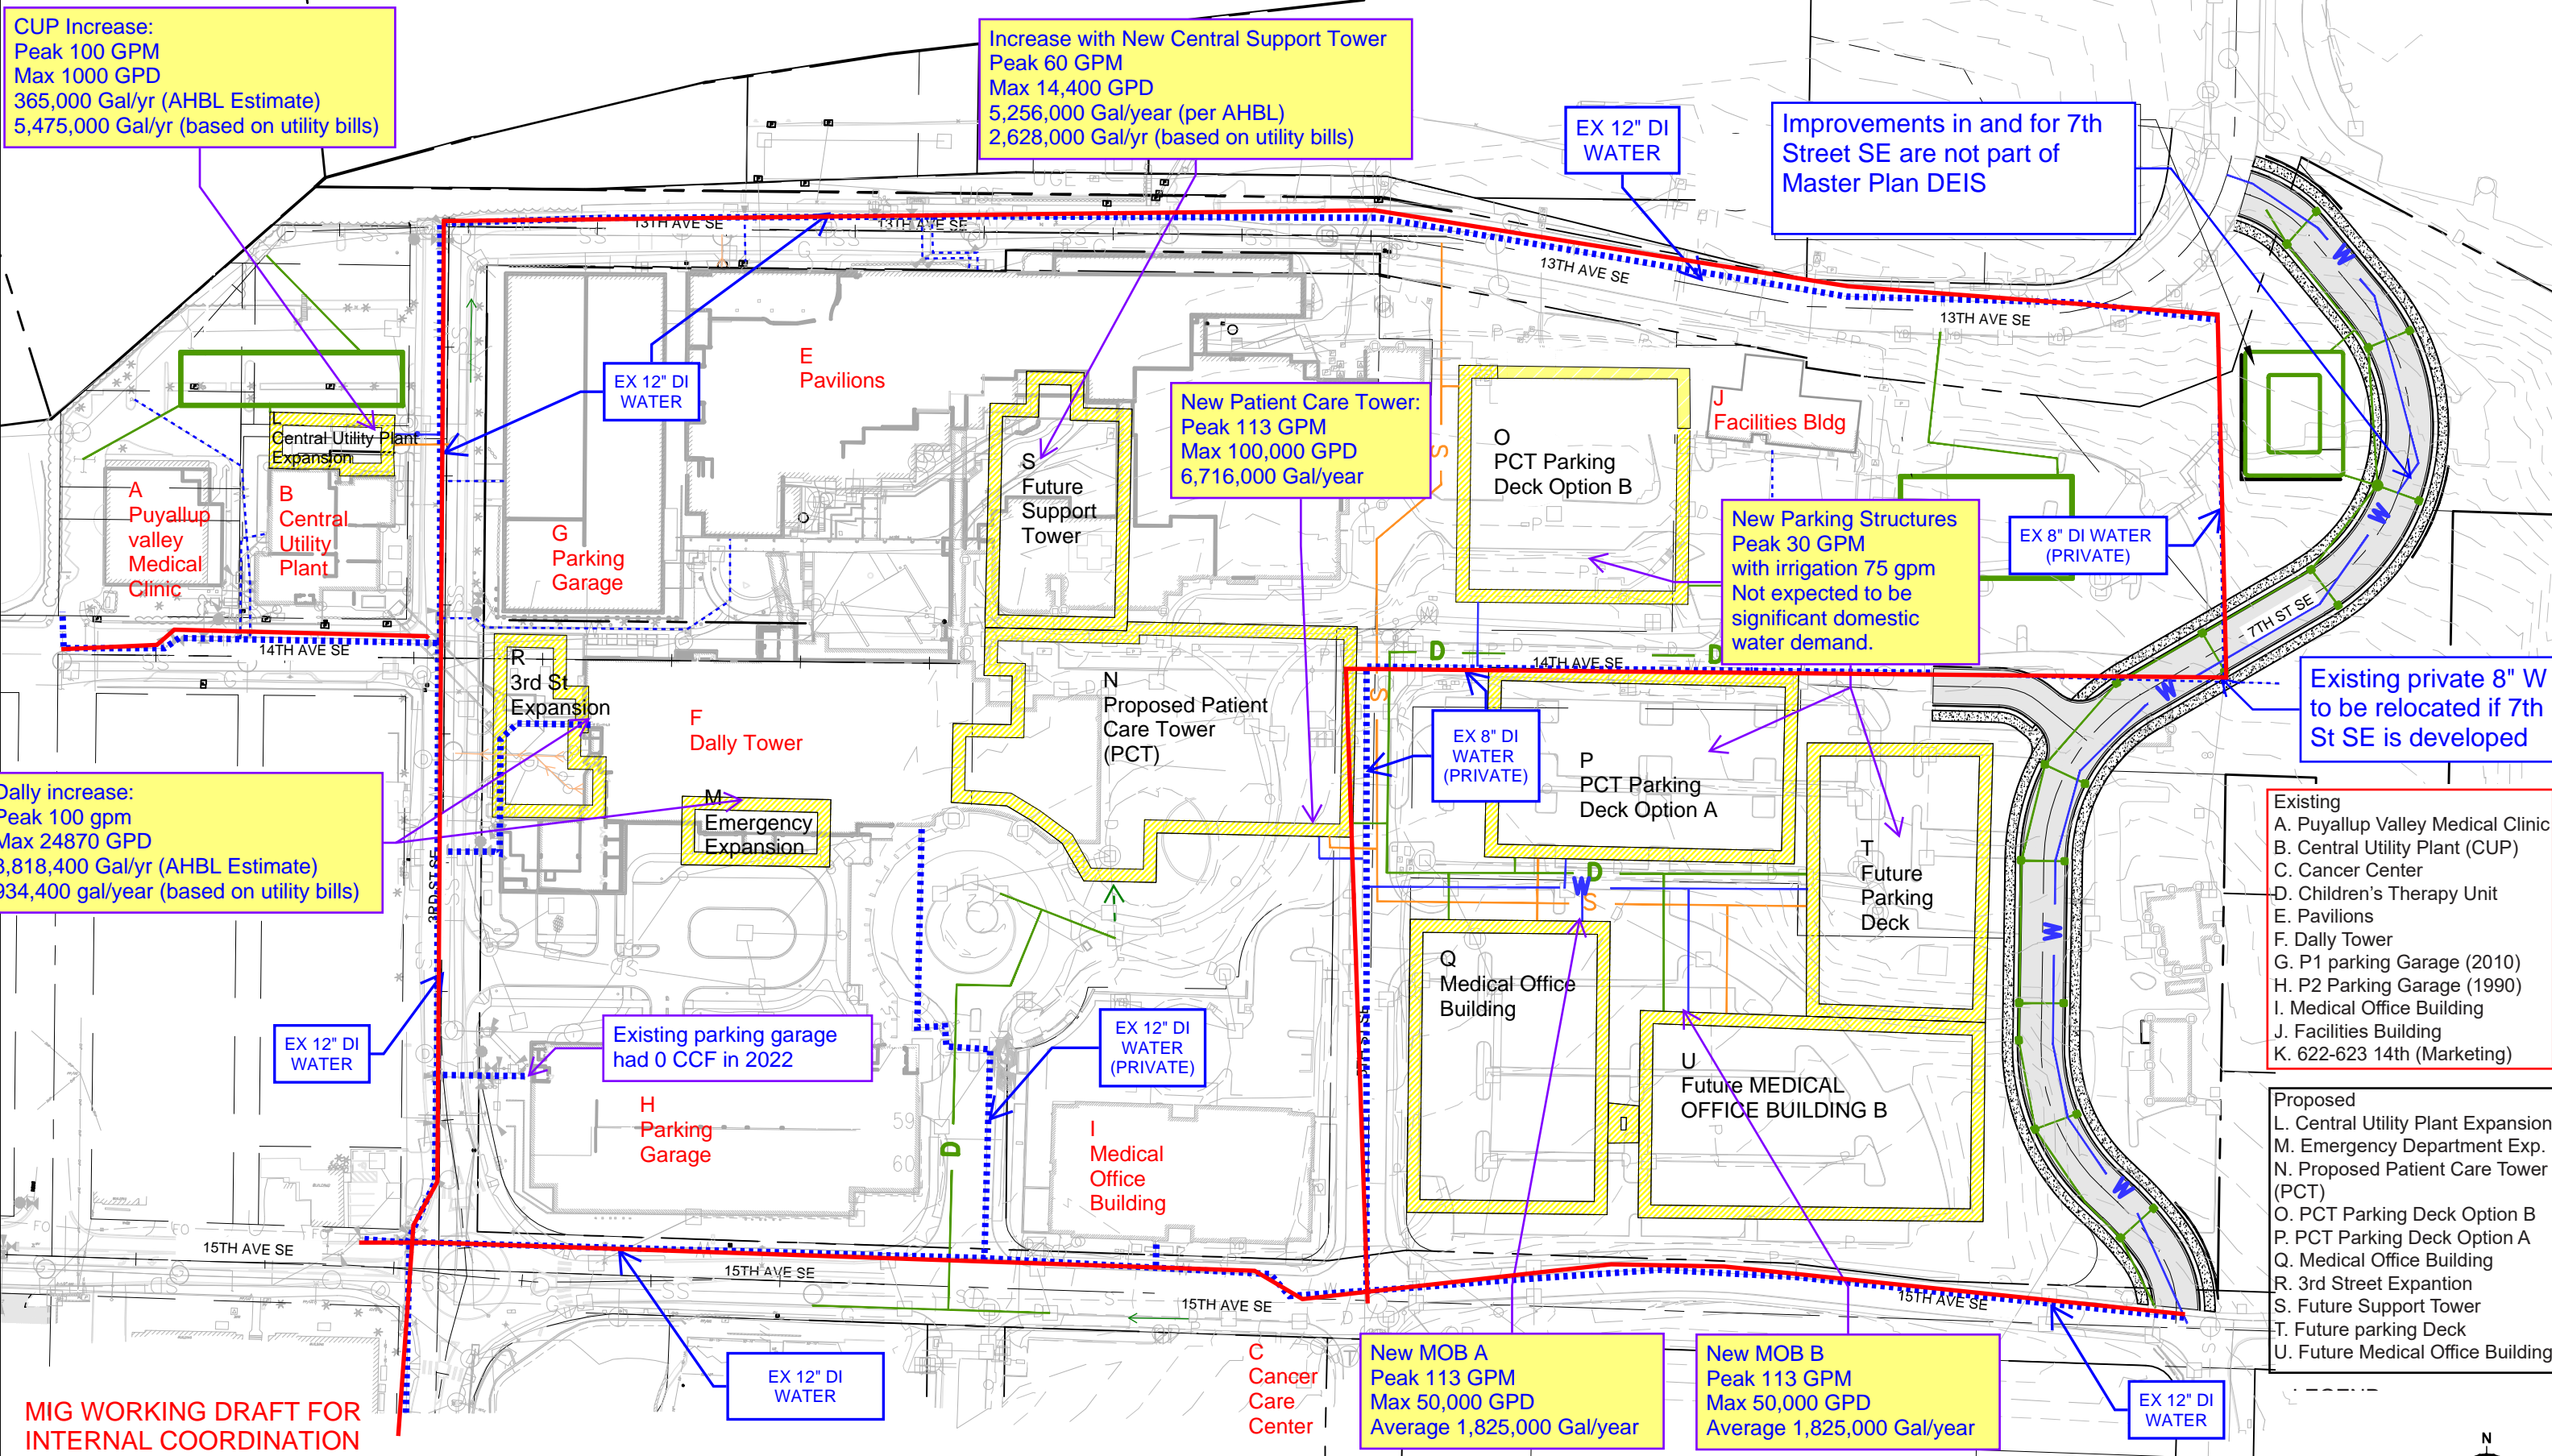 CUP Increase:
Peak 100 GPM
Max 1000 GPD
365,000 Gal/yr (AHBL Estimate)
5,475,000 Gal/yr (based on utility bills)
Increase with New Central Support Tower
Peak 60 GPM
Max 14,400 GPD
5,256,000 Gal/year (per AHBL)
2,628,000 Gal/yr (based on utility bills)
EX 12" DI
WATER
Improvements in and for 7th
Street SE are not part of
Master Plan DEIS
UGE
13TH AVE SE
13TH AVE SE
13TH AVE SE
13TH AVE SE
EX 12" DI
WATER
E
Pavilions
New Patient Care Tower:
Peak 113 GPM
Max 100,000 GPD
6,716,000 Gal/year
O
PCT Parking
Deck Option B
J
Facilities Bldg
L
Central Utility Plant
Expansion
A
Puyallup
valley
Medical
Clinic
B
Central
Utility
Plant
G
Parking
Garage
S
Future
Support
Tower
S
New Parking Structures
Peak 30 GPM
with irrigation 75 gpm
Not expected to be
significant domestic
water demand.
EX 8" DI WATER
(PRIVATE)
W
W
7TH ST SE
14TH AVE SE
R
3rd St
Expansion
F
Dally Tower
N
Proposed Patient
Care Tower
(PCT)
D
14TH AVE SE
D
S
W
Existing private 8" W
to be relocated if 7th
St SE is developed
EX 8" DI
WATER
(PRIVATE)
P
PCT Parking
Deck Option A
Dally increase:
Peak 100 gpm
Max 24870 GPD
3,818,400 Gal/yr (AHBL Estimate)
934,400 gal/year (based on utility bills)
M
Emergency
Expansion
3RD ST SE
T
Future
Parking
Deck
D
W
S
W
Existing
A. Puyallup Valley Medical Clinic
B. Central Utility Plant (CUP)
C. Cancer Center
D. Children's Therapy Unit
E. Pavilions
F. Dally Tower
G. P1 parking Garage (2010)
H. P2 Parking Garage (1990)
I. Medical Office Building
J. Facilities Building
K. 622-623 14th (Marketing)
Q
Medical Office
Building
EX 12" DI
WATER
Existing parking garage
had 0 CCF in 2022
EX 12" DI
WATER
(PRIVATE)
U
Future MEDICAL
OFFICE BUILDING B
H
Parking
Garage
59
60
D
I
Medical
Office
Building
W
Proposed
L. Central Utility Plant Expansion
M. Emergency Department Exp.
N. Proposed Patient Care Tower
(PCT)
O. PCT Parking Deck Option B
P. PCT Parking Deck Option A
Q. Medical Office Building
R. 3rd Street Expantion
S. Future Support Tower
T. Future parking Deck
U. Future Medical Office Building
15TH AVE SE
15TH AVE SE
15TH AVE SE
15TH AVE SE
EX 12" DI
WATER
C
Cancer
Care
Center
New MOB A
Peak 113 GPM
Max 50,000 GPD
Average 1,825,000 Gal/year
New MOB B
Peak 113 GPM
Max 50,000 GPD
Average 1,825,000 Gal/year
EX 12" DI
WATER
MIG WORKING DRAFT FOR
INTERNAL COORDINATION
N